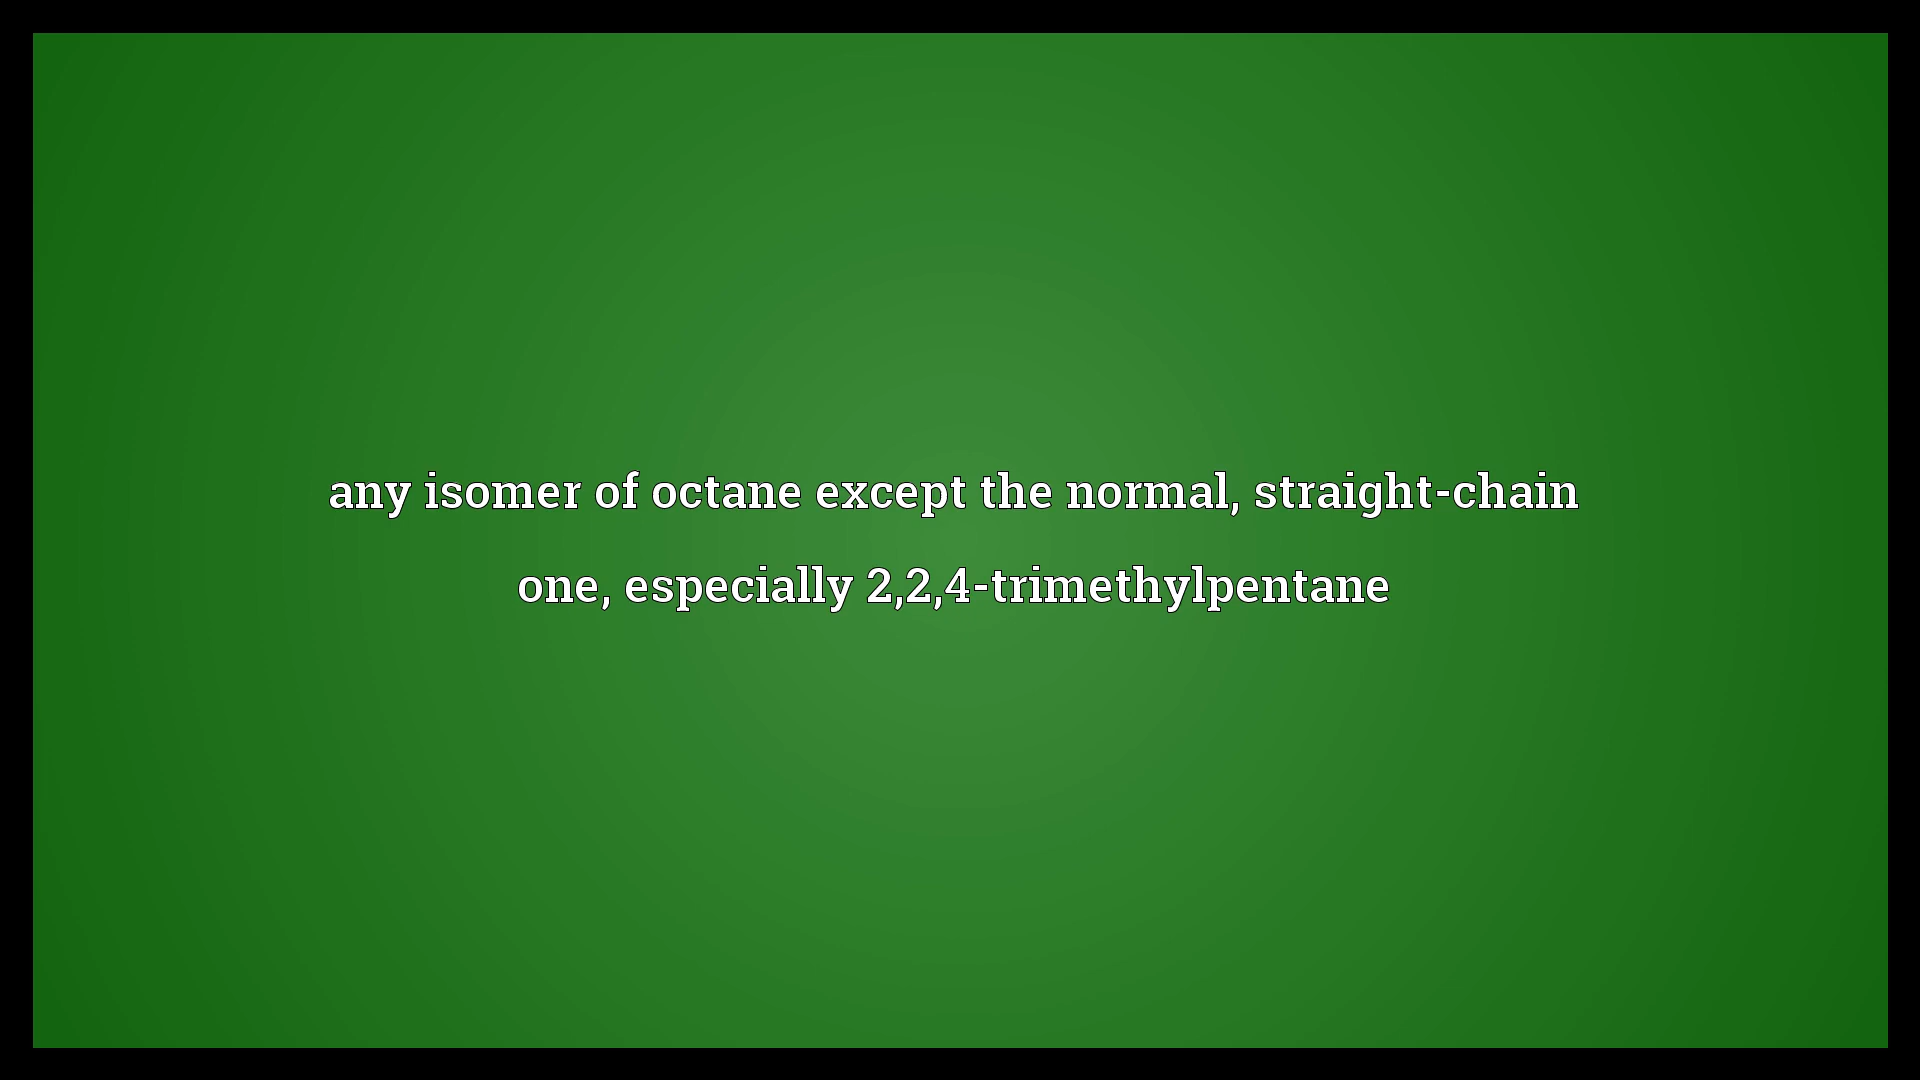 any isomer of octane except the normal, straight-chain
one, especially 2,2,4-trimethylpentane